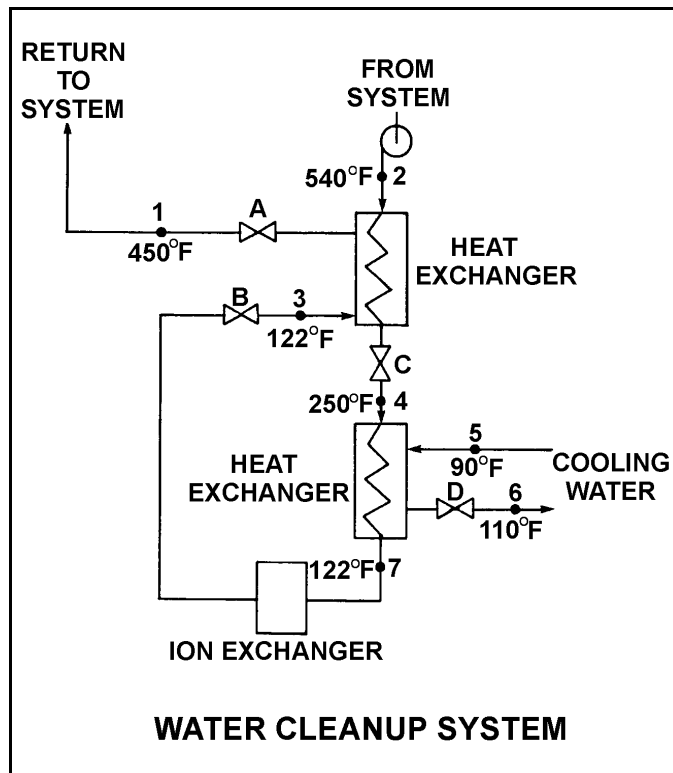 RETURN
TO
SYSTEM
FROM
SYSTEM
540°F 2
1
A
450°F
HEAT
EXCHANGER
B
3
122°F
C
250°F 4
5
90°F
COOLING
WATER
HEAT
EXCHANGER
D
6
110°F
122°F 7
ION EXCHANGER
WATER CLEANUP SYSTEM